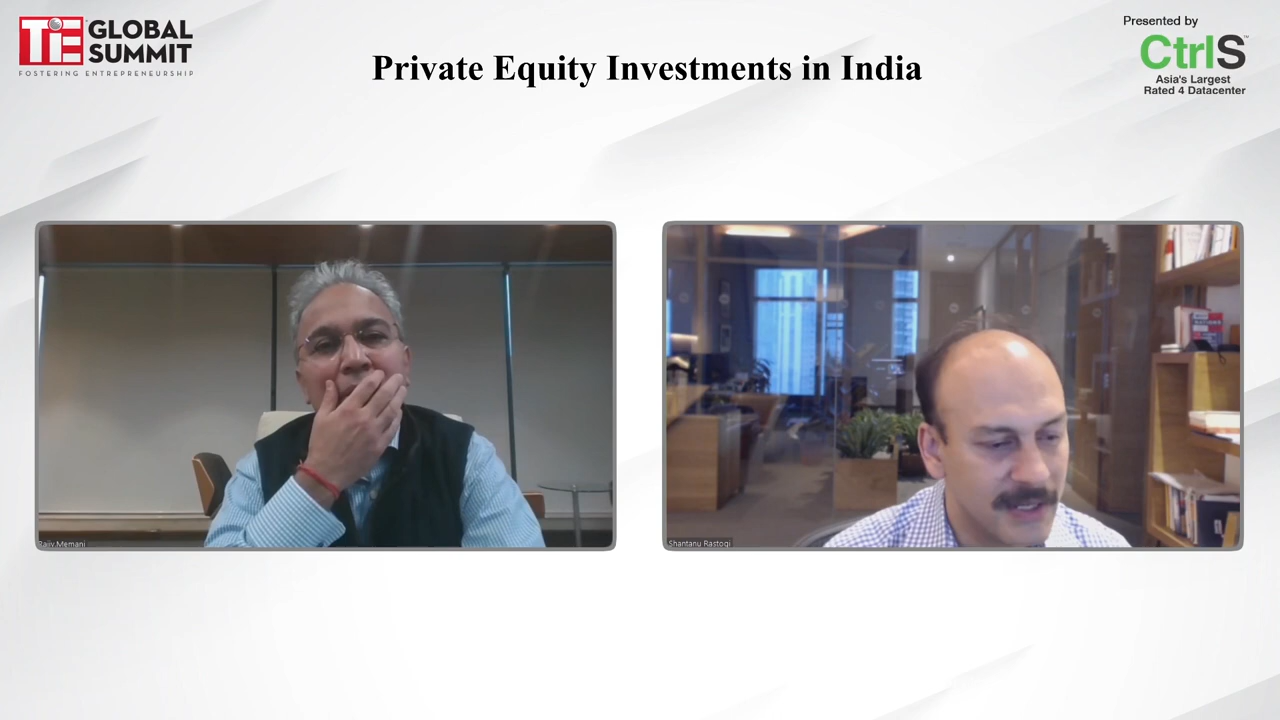 TiE GLOBAL
SUMMIT
FOSTERING ENTREPRENEURSHIP
Private Equity Investments in India
Presented by
CtrlS™
Asia's Largest
Rated 4 Datacenter
Rajiv Memani
Shantanu Rastogi